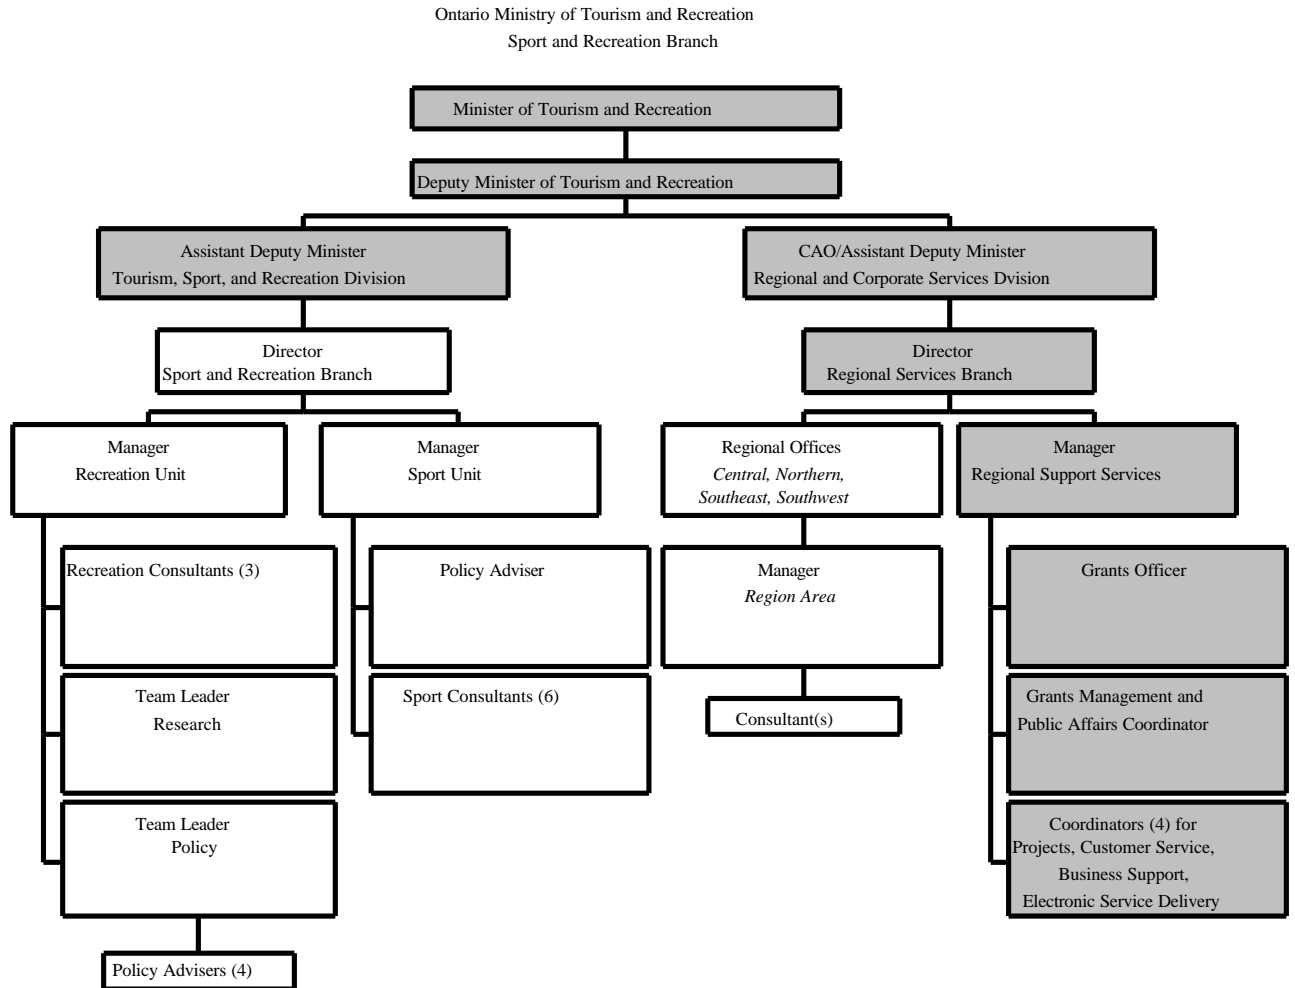 Ontario Ministry of Tourism and Recreation
Sport and Recreation Branch
Minister of Tourism and Recreation
Deputy Minister of Tourism and Recreation
Assistant Deputy Minister
Tourism, Sport, and Recreation Division
CAO/Assistant Deputy Minister
Regional and Corporate Services Dvision
Director
Sport and Recreation Branch
Director
Regional Services Branch
Manager
Recreation Unit
Manager
Sport Unit
Regional Offices
Central, Northern,
Southeast, Southwest
Manager
Regional Support Services
Recreation Consultants (3)
Policy Adviser
Manager
Region Area
Grants Officer
Team Leader
Research
Sport Consultants (6)
Consultant(s)
Grants Management and
Public Affairs Coordinator
Team Leader
Policy
Coordinators (4) for
Projects, Customer Service,
Business Support,
Electronic Service Delivery
Policy Advisers (4)